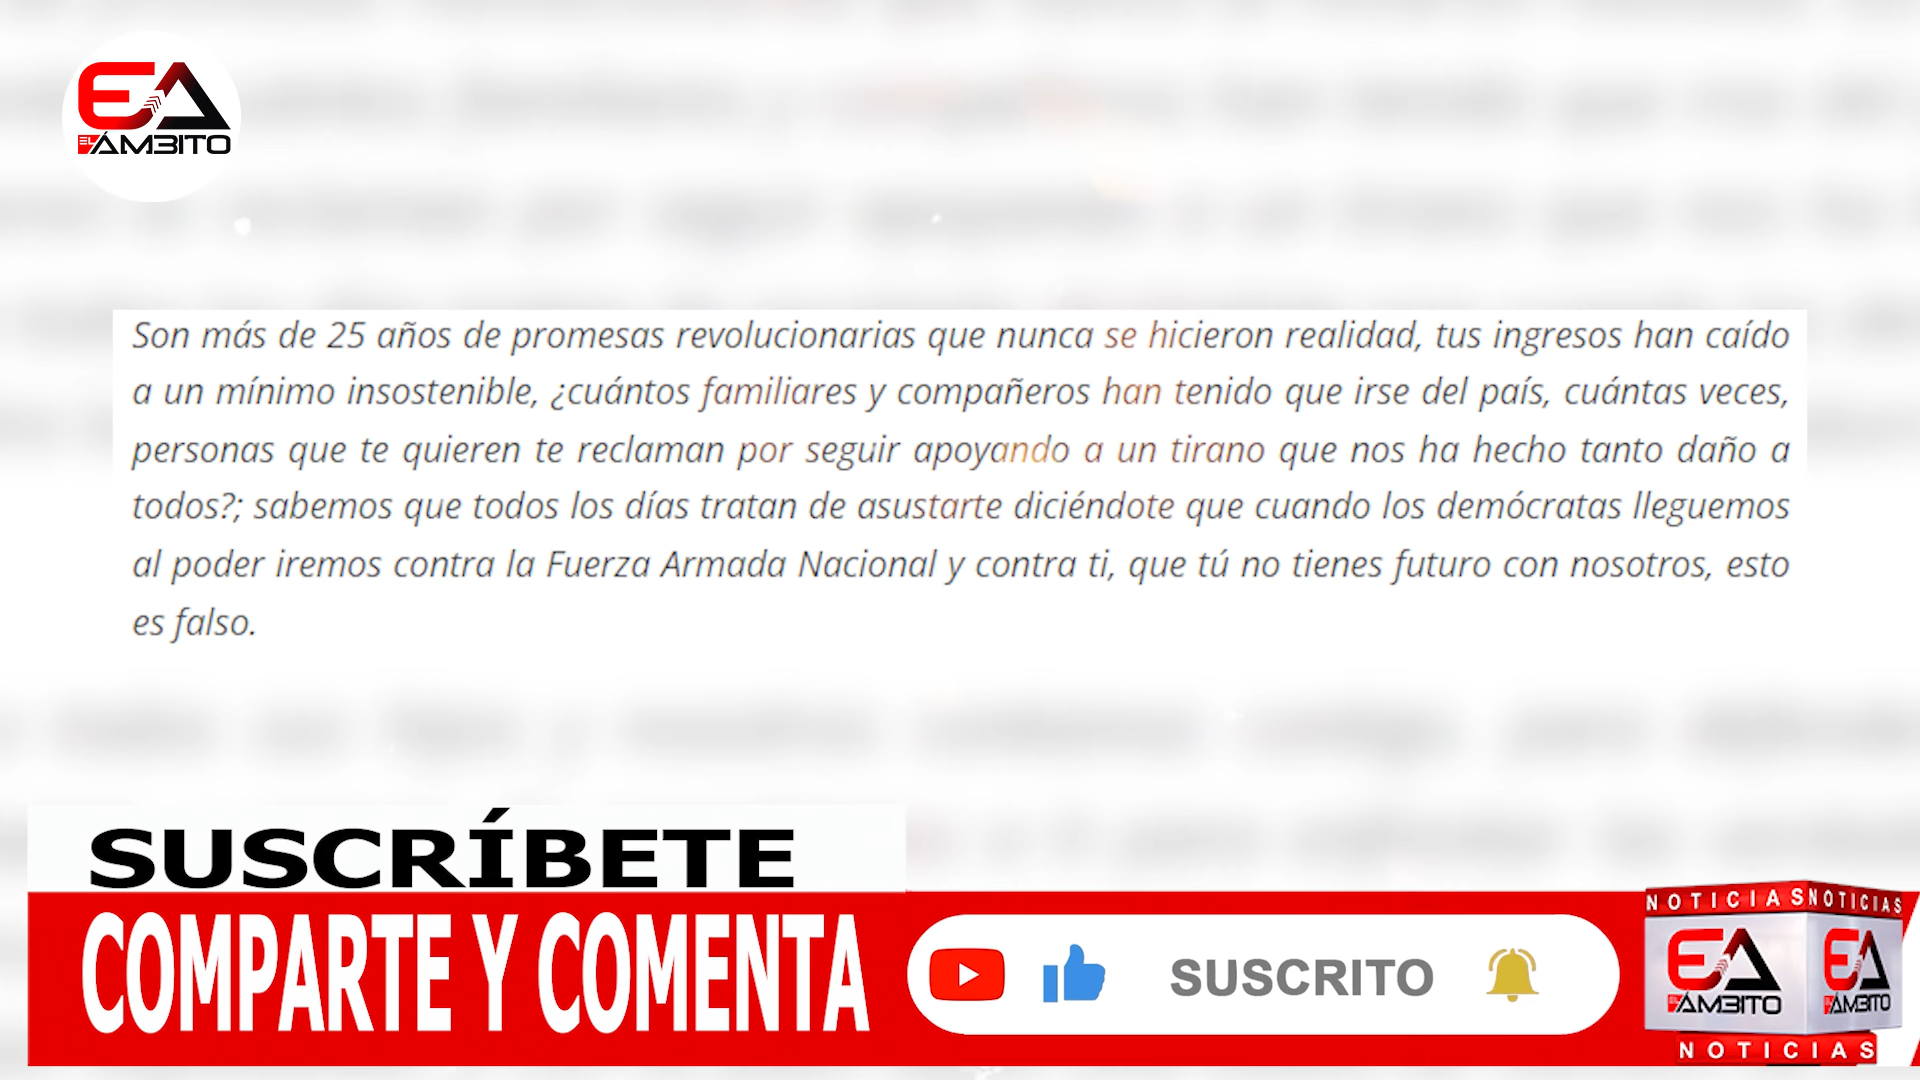 EA
EL ÁMBITO
Son más de 25 años de promesas revolucionarias que nunca se hicieron realidad, tus ingresos han caído
a un mínimo insostenible, ¿cuántos familiares y compañeros han tenido que irse del país, cuántas veces,
personas que te quieren te reclaman por seguir apoyando a un tirano que nos ha hecho tanto daño a
todos?; sabemos que todos los días tratan de asustarte diciéndote que cuando los demócratas lleguemos
al poder iremos contra la Fuerza Armada Nacional y contra ti, que tú no tienes futuro con nosotros, esto
es falso.
SUSCRÍBETE
COMPARTE Y COMENTA
SUSCRITO
NOTICIAS NOTICIAS
EA EA
EL ÁMBITO EL ÁMBITO
NOTICIAS